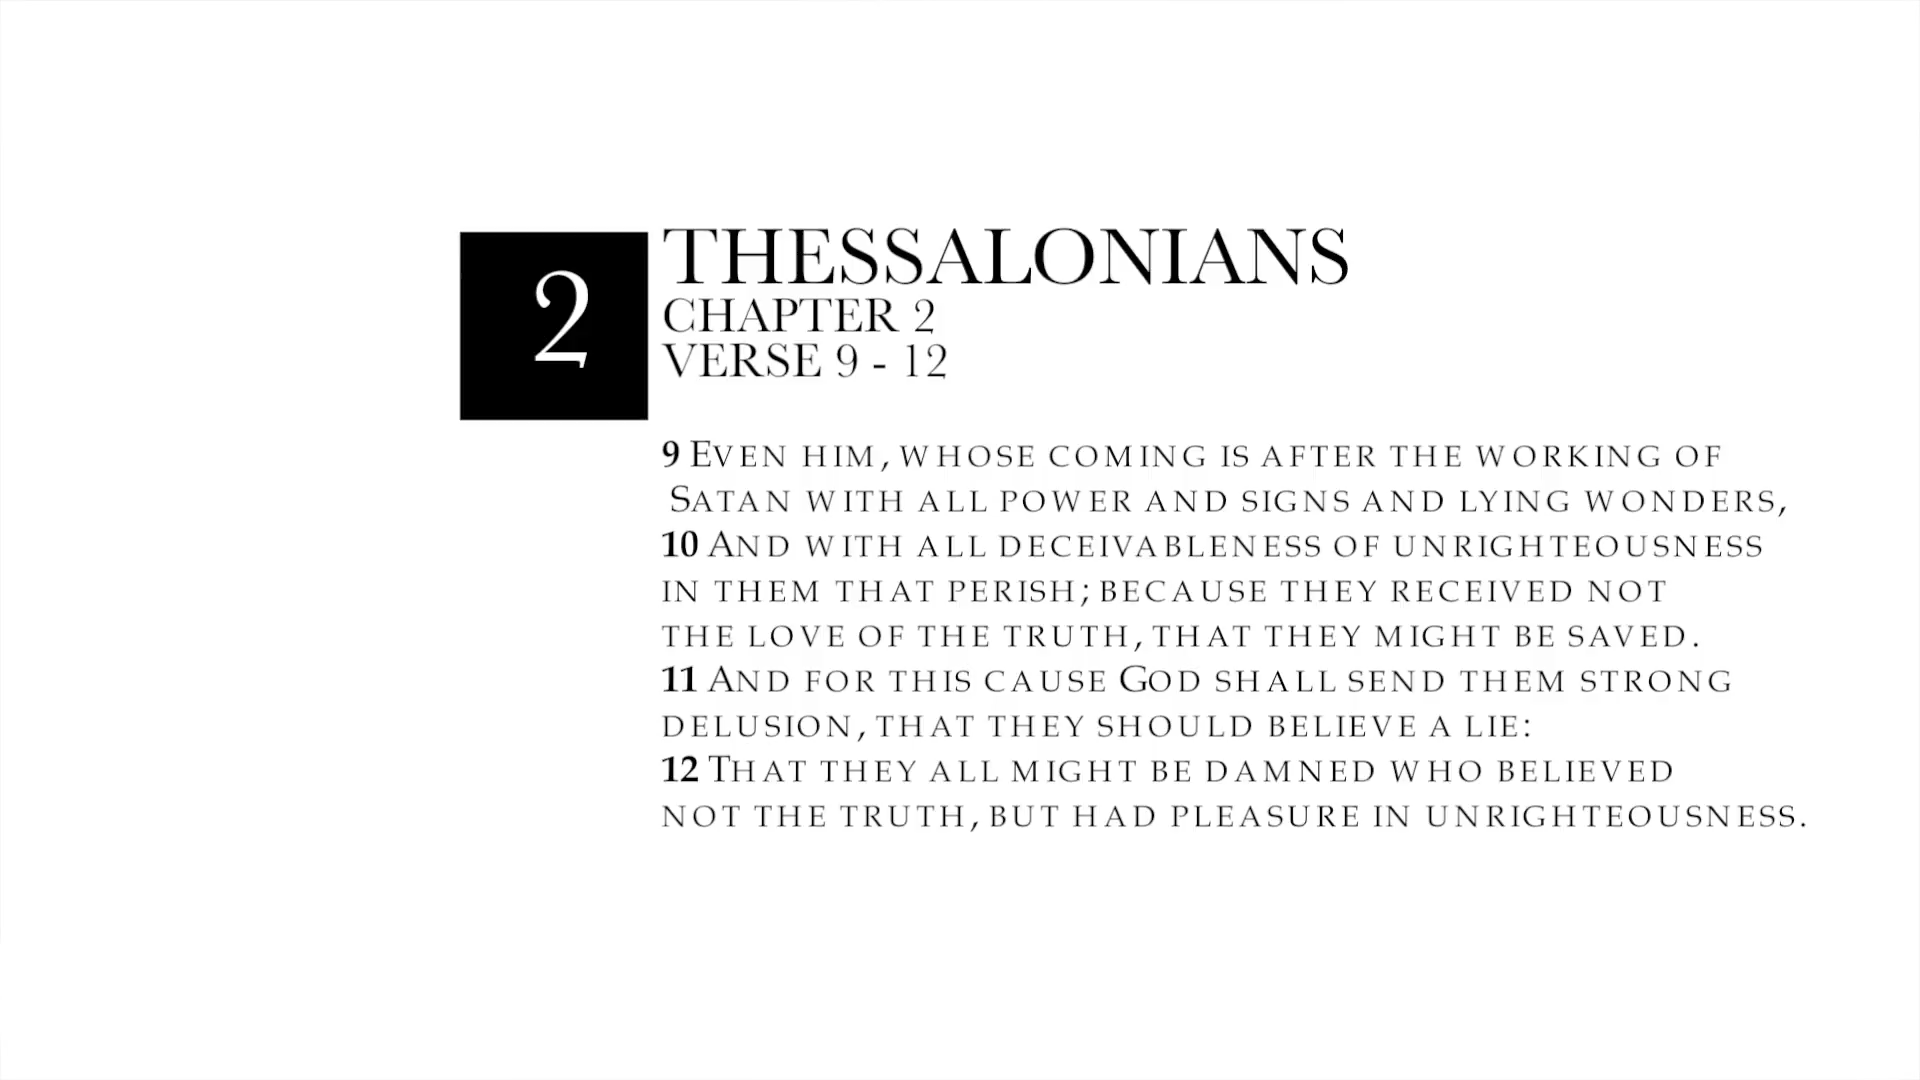 2 THESSALONIANS
CHAPTER 2
VERSE 9 - 12
9 EVEN HIM, WHOSE COMING IS AFTER THE WORKING OF
SATAN WITH ALL POWER AND SIGNS AND LYING WONDERS,
10 AND WITH ALL DECEIVABLENESS OF UNRIGHTEOUSNESS
IN THEM THAT PERISH; BECAUSE THEY RECEIVED NOT
THE LOVE OF THE TRUTH, THAT THEY MIGHT BE SAVED.
11 AND FOR THIS CAUSE GOD SHALL SEND THEM STRONG
DELUSION, THAT THEY SHOULD BELIEVE A LIE:
12 THAT THEY ALL MIGHT BE DAMNED WHO BELIEVED
NOT THE TRUTH, BUT HAD PLEASURE IN UNRIGHTEOUSNESS.